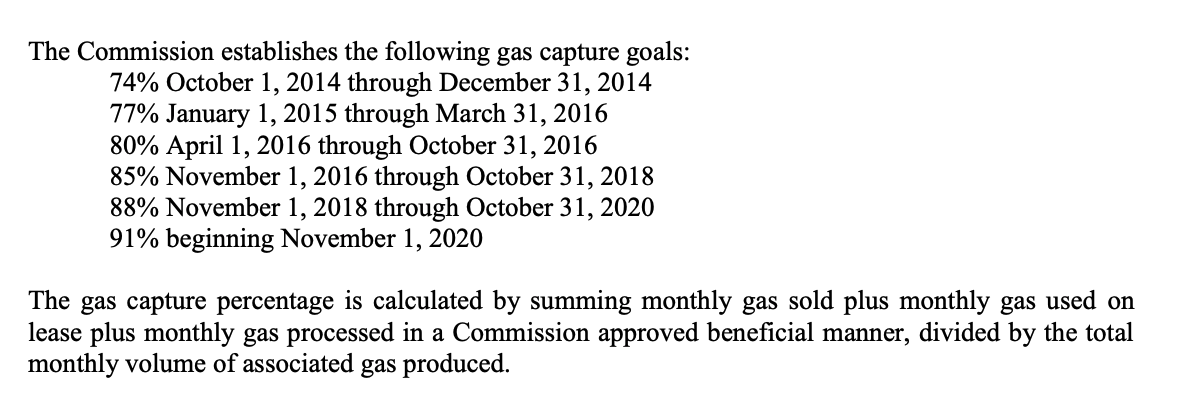 The Commission establishes the following gas capture goals:
74% October 1, 2014 through December 31, 2014
77% January 1, 2015 through March 31, 2016
80% April 1, 2016 through October 31, 2016
85% November 1, 2016 through October 31, 2018
88% November 1, 2018 through October 31, 2020
91% beginning November 1, 2020
The gas capture percentage is calculated by summing monthly gas sold plus monthly gas used on
lease plus monthly gas processed in a Commission approved beneficial manner, divided by the total
monthly volume of associated gas produced.